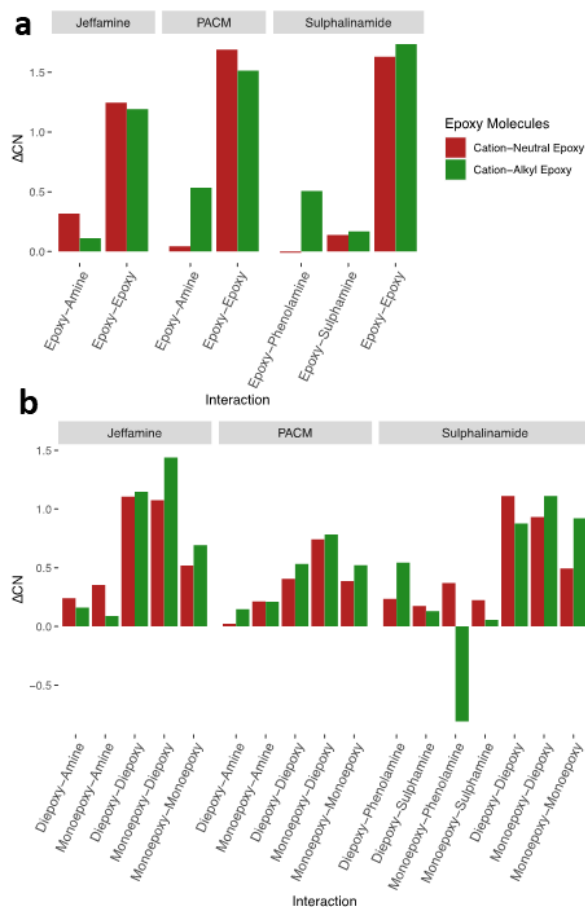 a
Jeffamine PACM Sulphalinamide
1.5
1.0
0.5
0.0
ΔCN
Epoxy Molecules
Cation−Neutral Epoxy
Cation−Alkyl Epoxy
Epoxy−Amine
Epoxy−Epoxy
Epoxy−Amine
Epoxy−Epoxy
Epoxy−Phenolamine
Epoxy−Sulphamine
Epoxy−Epoxy
Interaction
b
Jeffamine PACM Sulphalinamide
1.5
1.0
0.5
0.0
−0.5
ΔCN
Diepoxy−Amine
Monoepoxy−Amine
Diepoxy−Diepoxy
Monoepoxy−Diepoxy
Monoepoxy−Monoepoxy
Diepoxy−Amine
Monoepoxy−Amine
Diepoxy−Diepoxy
Monoepoxy−Diepoxy
Monoepoxy−Monoepoxy
Diepoxy−Phenolamine
Diepoxy−Sulphamine
Monoepoxy−Phenolamine
Monoepoxy−Sulphamine
Diepoxy−Diepoxy
Monoepoxy−Diepoxy
Monoepoxy−Monoepoxy
Interaction